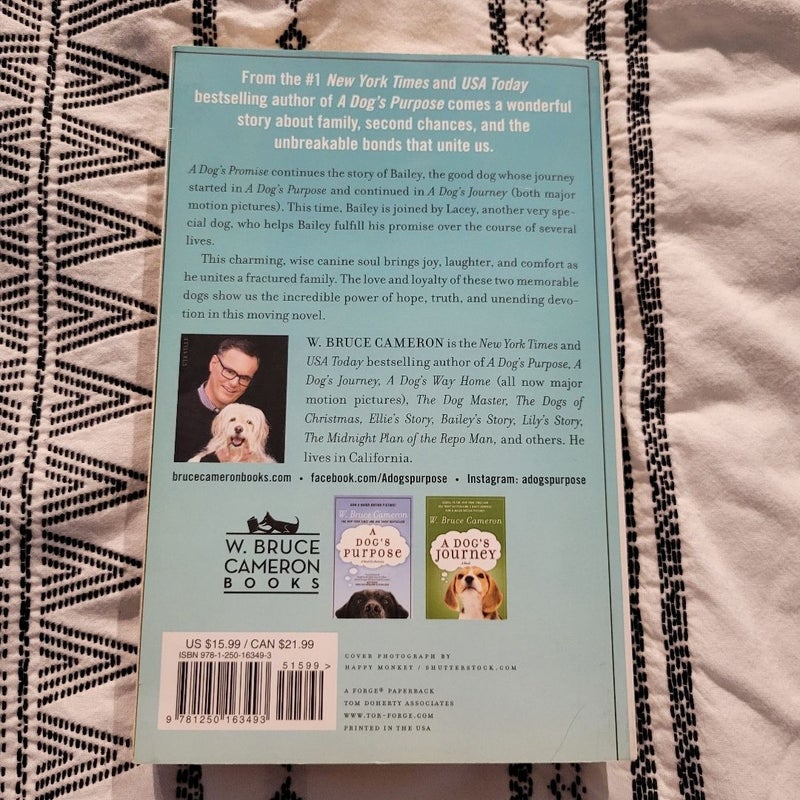 From the #1 New York Times and USA Today
bestselling author of A Dog's Purpose comes a wonderful
story about family, second chances, and the
unbreakable bonds that unite us.
A Dog's Promise continues the story of Bailey, the good dog whose journey
started in A Dog's Purpose and continued in A Dog's Journey (both major
motion pictures). This time, Bailey is joined by Lacey, another very spe-
cial dog, who helps Bailey fulfill his promise over the course of several
lives.
This charming, wise canine soul brings joy, laughter, and comfort as
he unites a fractured family. The love and loyalty of these two memorable
dogs show us the incredible power of hope, truth, and unending devo-
tion in this moving novel.
W. BRUCE CAMERON is the New York Times and
USA Today bestselling author of A Dog's Purpose, A
Dog's Journey, A Dog's Way Home (all now major
motion pictures), The Dog Master, The Dogs of
Christmas, Ellie's Story, Bailey's Story, Lily's Story,
The Midnight Plan of the Repo Man, and others. He
lives in California.
brucecameronbooks.com • facebook.com/Adogspurpose • Instagram: adogspurpose
W. BRUCE
CAMERON
BOOKS
W. Bruce Cameron
A
DOG'S
PURPOSE
W. Bruce Cameron
A DOG'S
JOURNEY
US $15.99 / CAN $21.99
ISBN 978-1-250-16349-3
51599 >
9 781250 163493
COVER PHOTOGRAPH BY
HAPPY MONKEY / SHUTTERSTOCK.COM
A FORGE® PAPERBACK
TOM DOHERTY ASSOCIATES
WWW.TOR-FORGE.COM
PRINTED IN THE USA